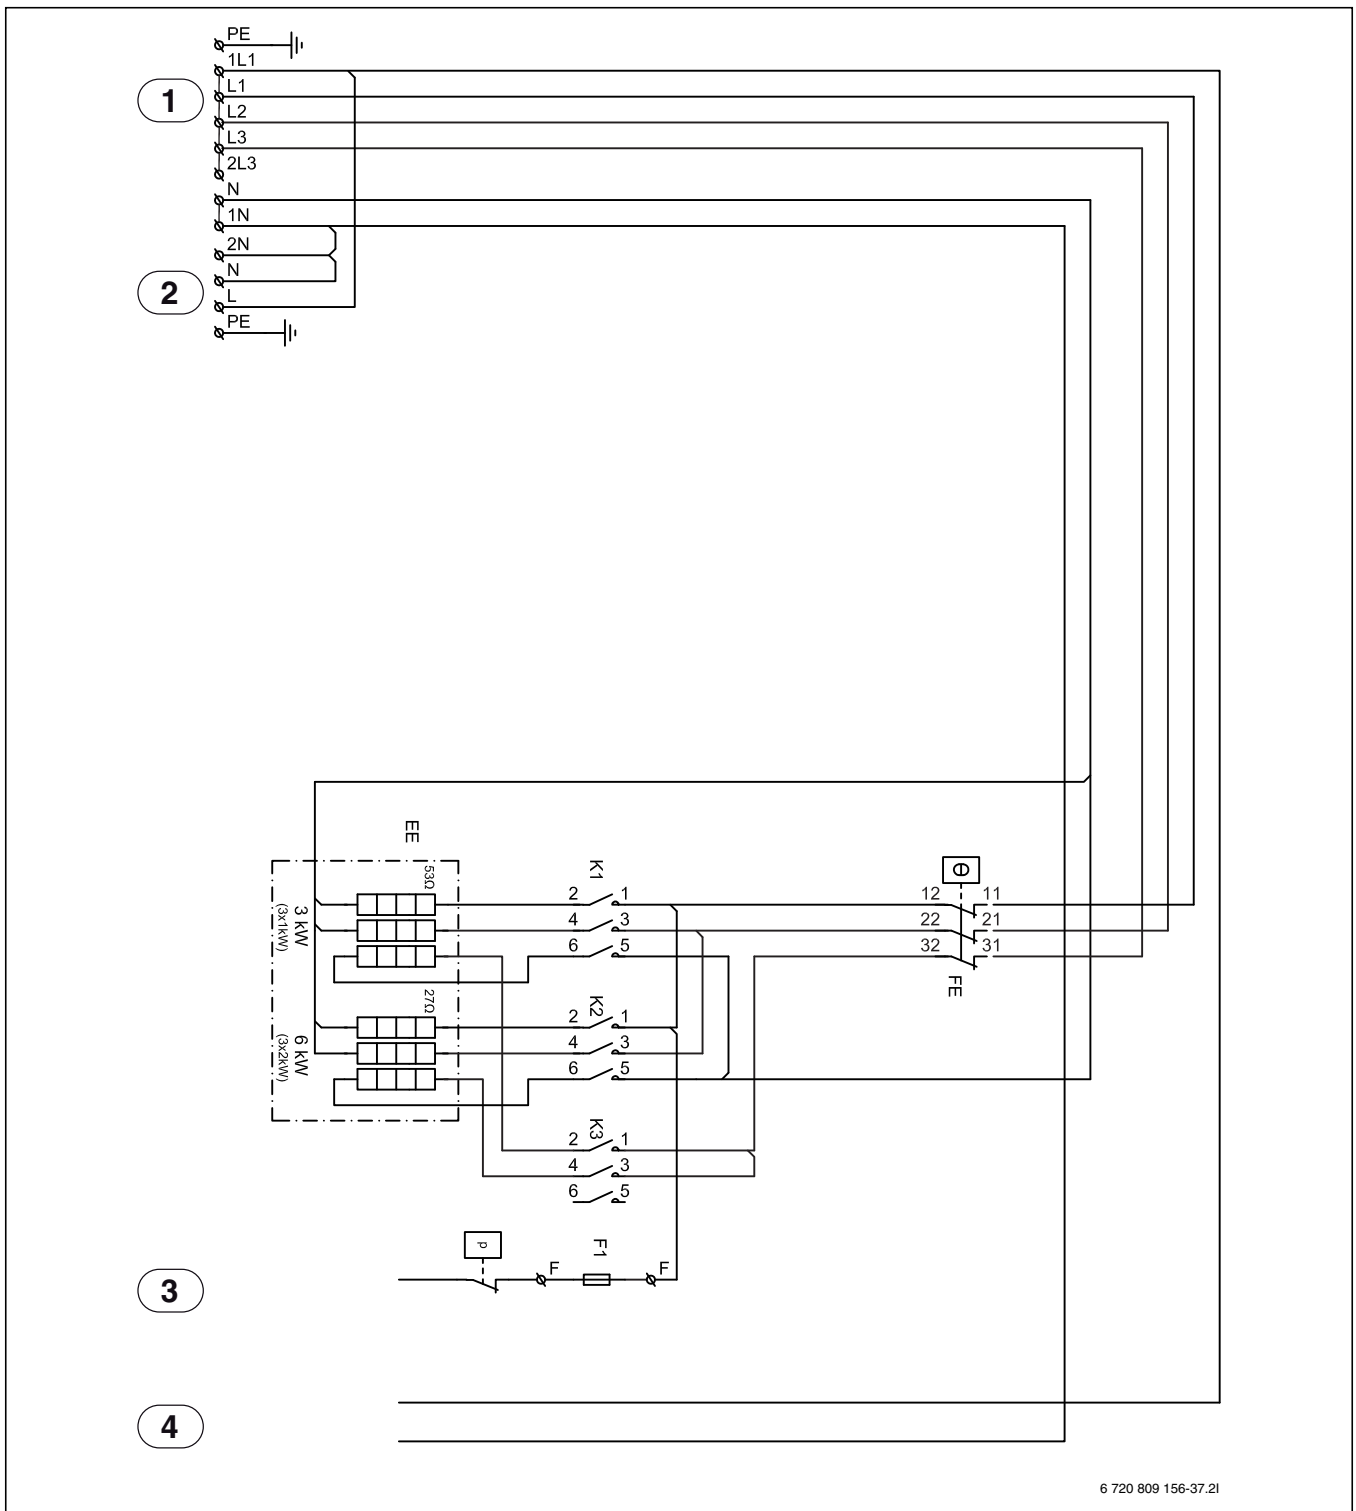 PE
1L1
1
L1
L2
L3
2L3
N
1N
2N
2
N
L
PE
EE
53Ω
3 kW
(3x1kW)
27Ω
6 kW
(3x2kW)
K1
2 1
4 3
6 5
K2
2 1
4 3
6 5
K3
2 1
4 3
6 5
Θ
12 11
22 21
32 31
FE
p
F
F1
F
3
4
6 720 809 156-37.2I